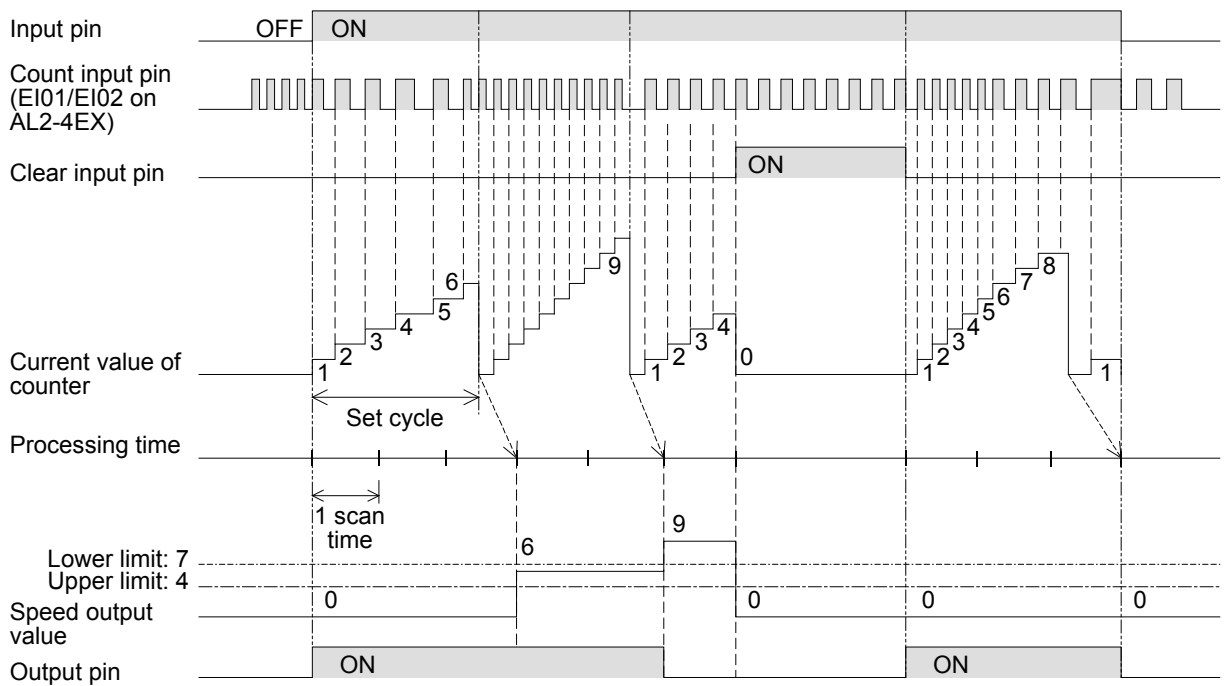 Input pin
OFF
ON
Count input pin
(EI01/EI02 on
AL2-4EX)
Clear input pin
ON
Current value of
counter
1
2
3
4
5
6
9
1
2
3
4
0
1
2
3
4
5
6
7
8
1
Set cycle
Processing time
1 scan
time
Lower limit: 7
Upper limit: 4
Speed output
value
0
6
9
0
0
0
Output pin
ON
ON